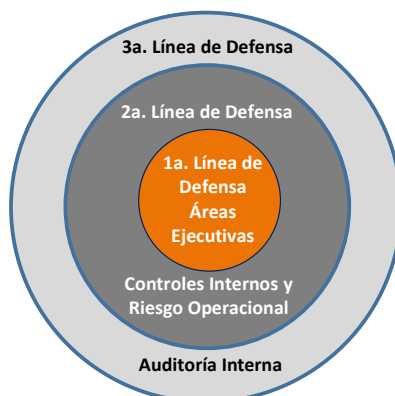 3a. Línea de Defensa
2a. Línea de Defensa
1a. Línea de
Defensa
Áreas
Ejecutivas
Controles Internos y
Riesgo Operacional
Auditoría Interna